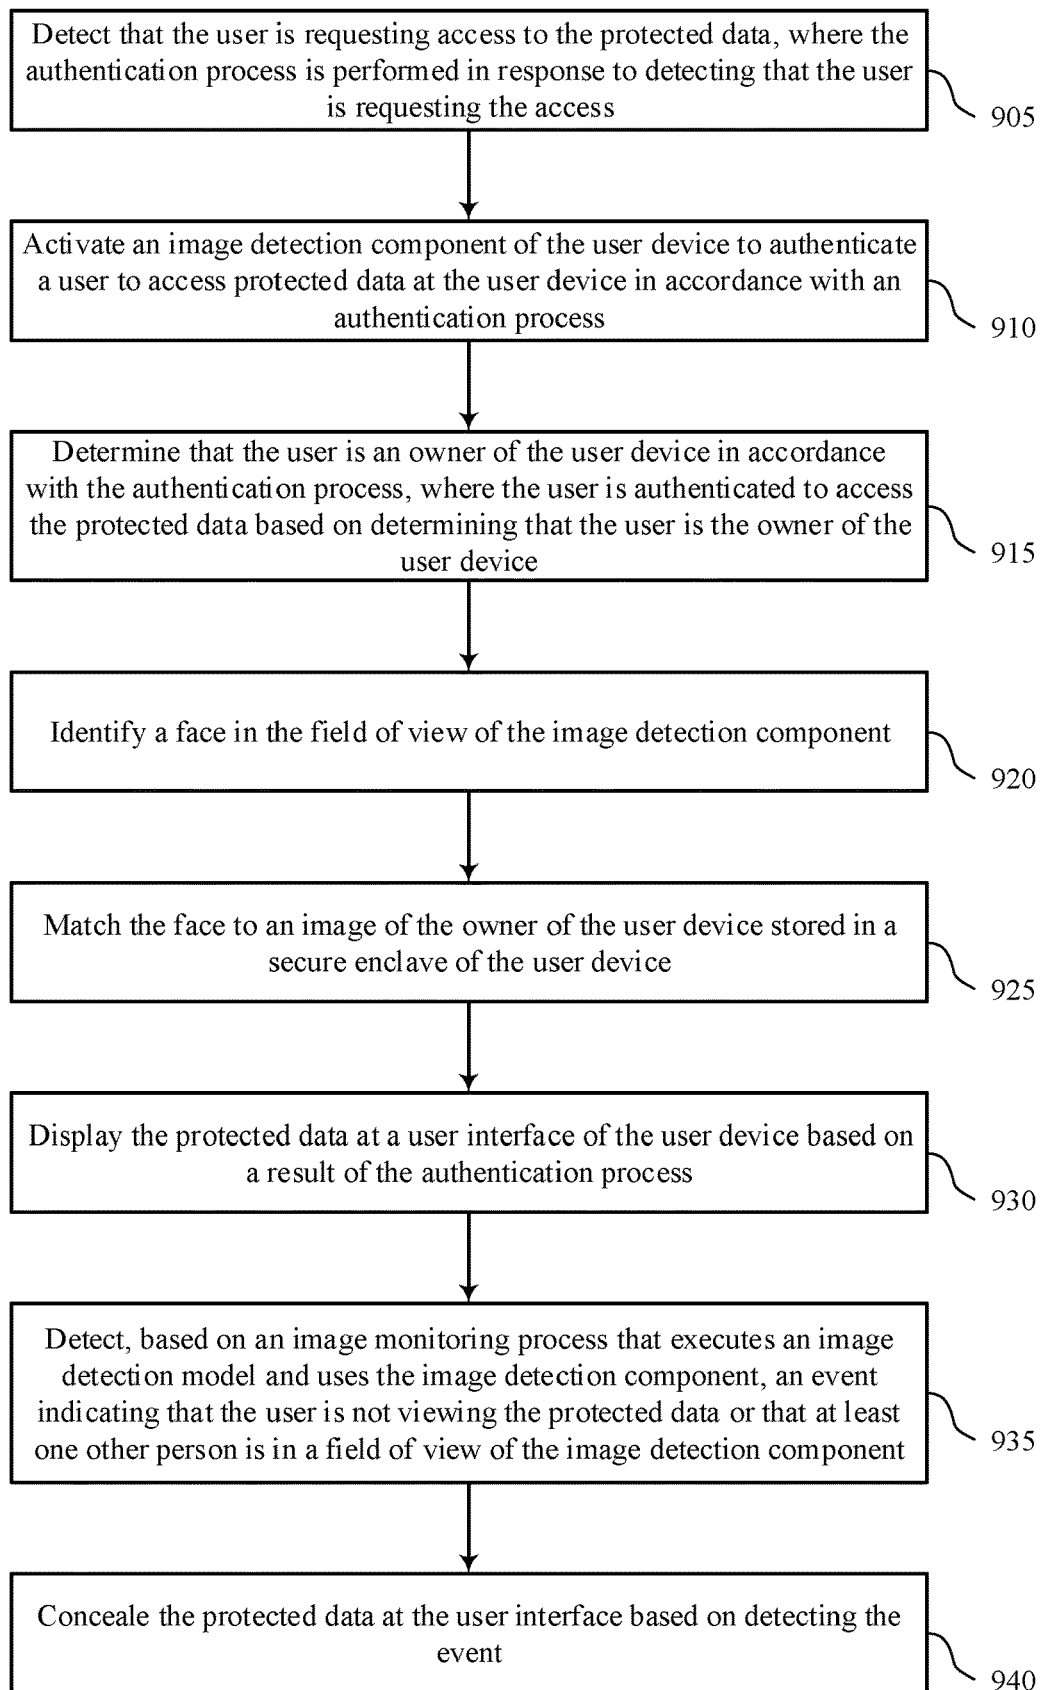 Detect that the user is requesting access to the protected data, where the
authentication process is performed in response to detecting that the user
is requesting the access
905
Activate an image detection component of the user device to authenticate
a user to access protected data at the user device in accordance with an
authentication process
910
Determine that the user is an owner of the user device in accordance
with the authentication process, where the user is authenticated to access
the protected data based on determining that the user is the owner of the
user device
915
Identify a face in the field of view of the image detection component
920
Match the face to an image of the owner of the user device stored in a
secure enclave of the user device
925
Display the protected data at a user interface of the user device based on
a result of the authentication process
930
Detect, based on an image monitoring process that executes an image
detection model and uses the image detection component, an event
indicating that the user is not viewing the protected data or that at least
one other person is in a field of view of the image detection component
935
Conceale the protected data at the user interface based on detecting the
event
940